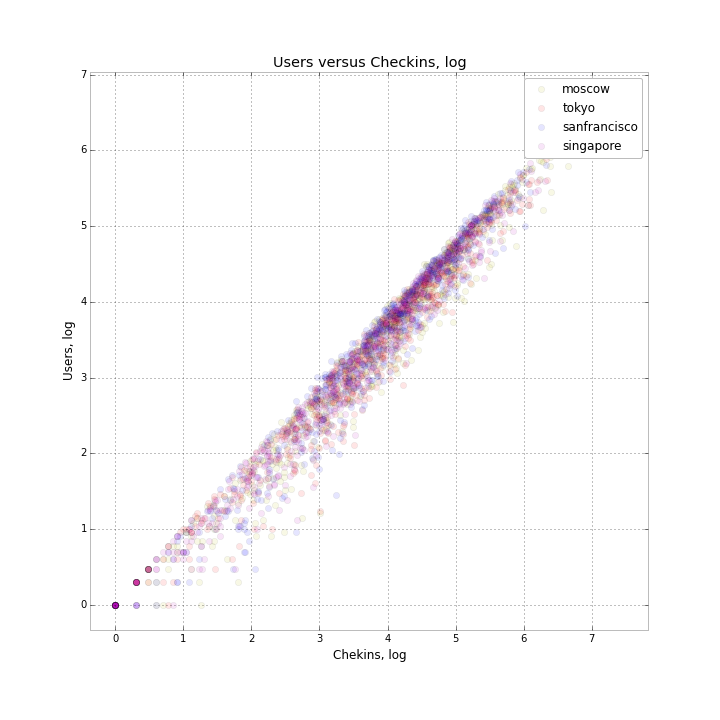 Users versus Checkins, log
moscow
tokyo
sanfrancisco
singapore
7
6
5
4
3
2
1
0
Users, log
0 1 2 3 4 5 6 7
Chekins, log